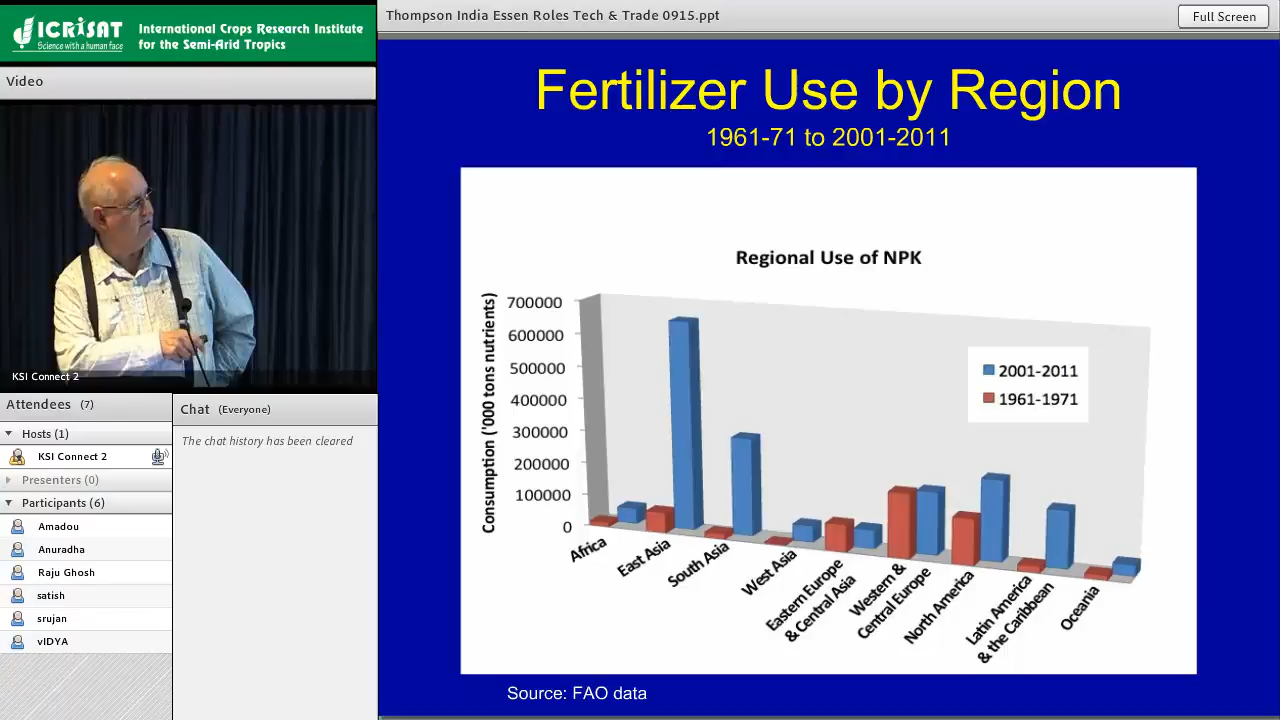 ICRISAT
Science with a human face
International Crops Research Institute
for the Semi-Arid Tropics
Video
KSI Connect 2
Attendees (7)
Hosts (1)
KSI Connect 2
Presenters (0)
Participants (6)
Amadou
Anuradha
Raju Ghosh
satish
srujan
vIDYA
Chat (Everyone)
The chat history has been cleared
Thompson India Essen Roles Tech & Trade 0915.ppt
Full Screen
Fertilizer Use by Region
1961-71 to 2001-2011
Regional Use of NPK
Consumption ('000 tons nutrients)
700000
600000
500000
400000
300000
200000
100000
0
2001-2011
1961-1971
Africa
East Asia
South Asia
West Asia
Eastern Europe
& Central Asia
Western &
Central Europe
North America
Latin America
& the Caribbean
Oceania
Source: FAO data